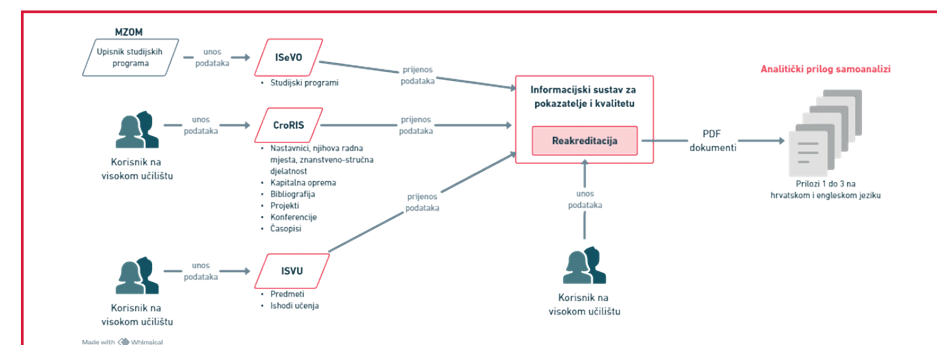 MZOM
Upisnik studijskih
programa
unos
podataka
ISeVO
• Studijski programi
prijenos
podataka
Korisnik na
visokom učilištu
unos
podataka
CroRIS
• Nastavnici, njihova radna
mjesta, znanstveno-stručna
djelatnost
• Kapitalna oprema
• Bibliografija
• Projekti
• Konferencije
• Časopisi
prijenos
podataka
Korisnik na
visokom učilištu
unos
podataka
ISVU
• Predmeti
• Ishodi učenja
prijenos
podataka
Informacijski sustav za
pokazatelje i kvalitetu
Reakreditacija
unos
podataka
Korisnik na
visokom učilištu
PDF
dokumenti
Analitički prilog samoanalizi
Prilozi 1 do 3 na
hrvatskom i engleskom jeziku
Made with Whimsical